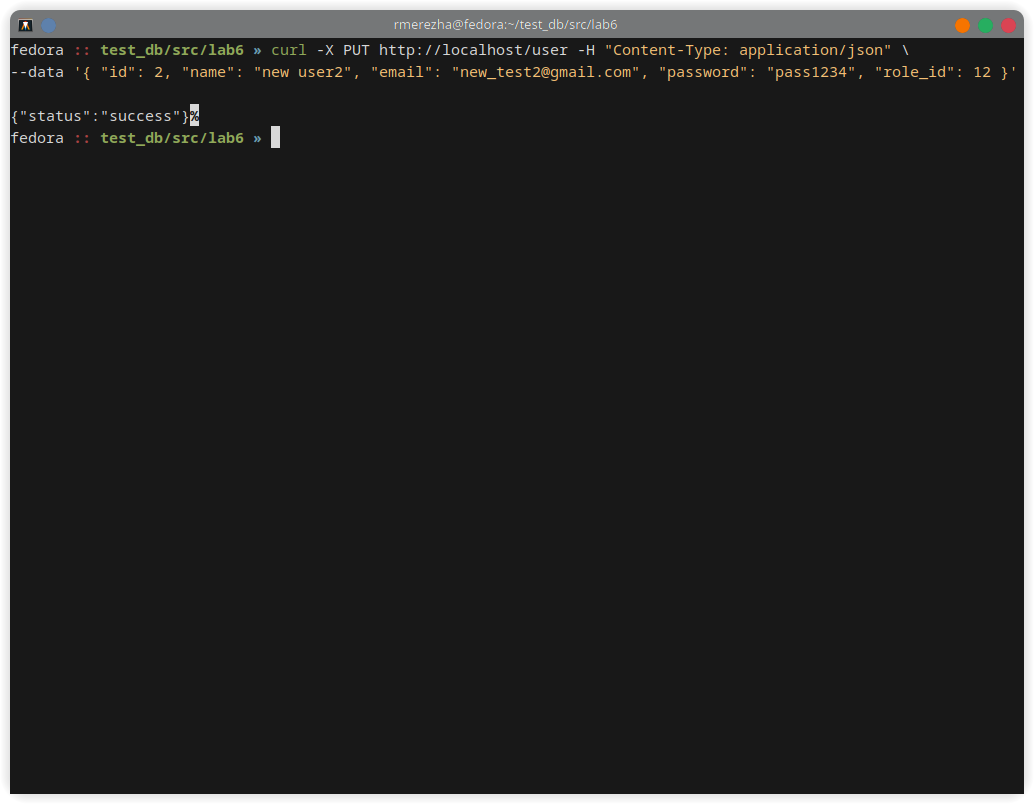 rmerezha@fedora:~/test_db/src/lab6
fedora :: test_db/src/lab6 » curl -X PUT http://localhost/user -H "Content-Type: application/json" \
--data '{ "id": 2, "name": "new user2", "email": "new_test2@gmail.com", "password": "pass1234", "role_id": 12 }'
{"status":"success"}%
fedora :: test_db/src/lab6 »